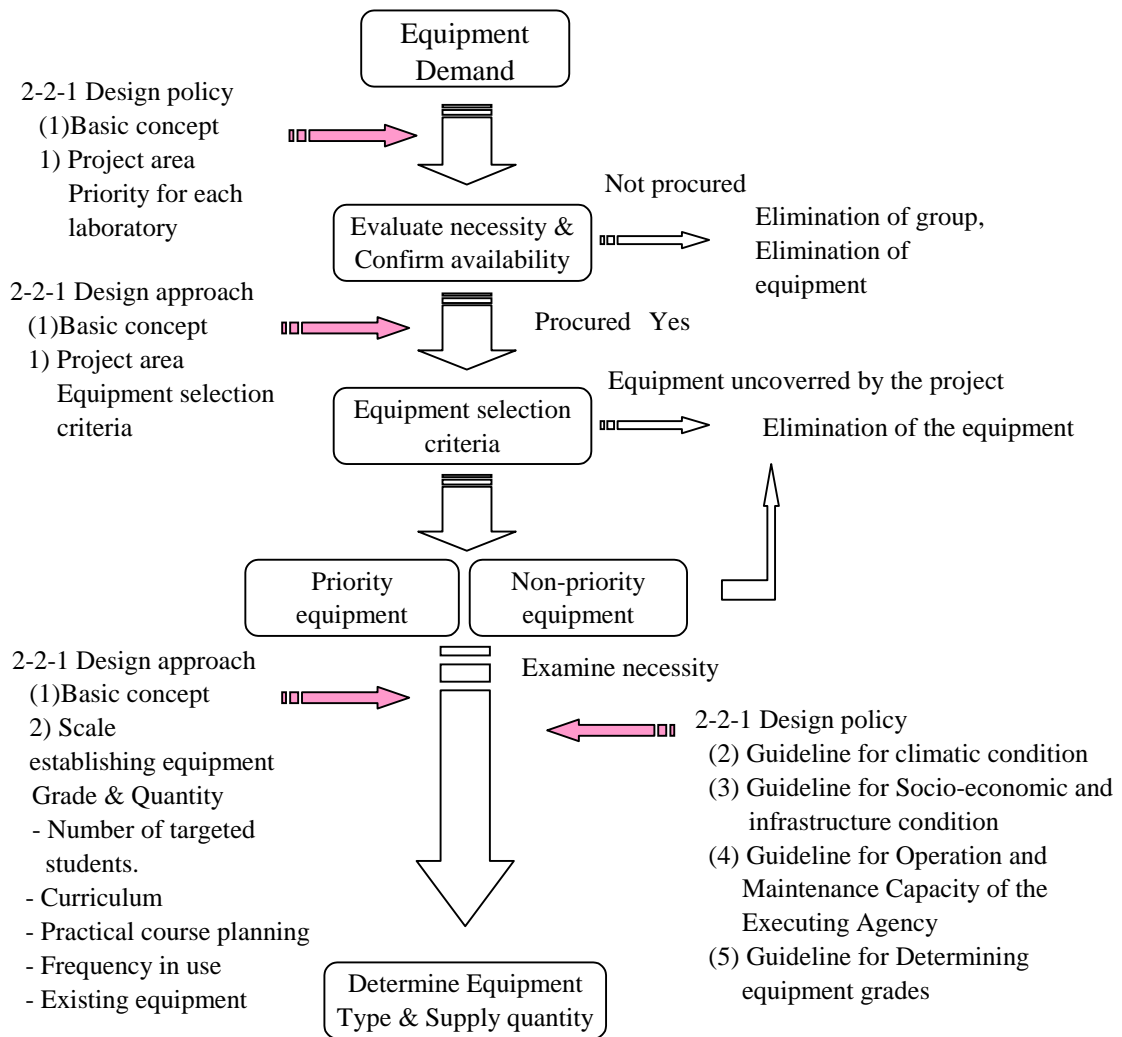 Equipment
Demand
2-2-1 Design policy
(1)Basic concept
1) Project area
Priority for each
laboratory
Not procured
Evaluate necessity &
Confirm availability
Elimination of group,
Elimination of
equipment
2-2-1 Design approach
(1)Basic concept
1) Project area
Equipment selection
criteria
Procured Yes
Equipment uncoverred by the project
Equipment selection
criteria
Elimination of the equipment
Priority
equipment
Non-priority
equipment
Examine necessity
2-2-1 Design approach
(1)Basic concept
2) Scale
establishing equipment
Grade & Quantity
- Number of targeted
students.
- Curriculum
- Practical course planning
- Frequency in use
- Existing equipment
2-2-1 Design policy
(2) Guideline for climatic condition
(3) Guideline for Socio-economic and
infrastructure condition
(4) Guideline for Operation and
Maintenance Capacity of the
Executing Agency
(5) Guideline for Determining
equipment grades
Determine Equipment
Type & Supply quantity